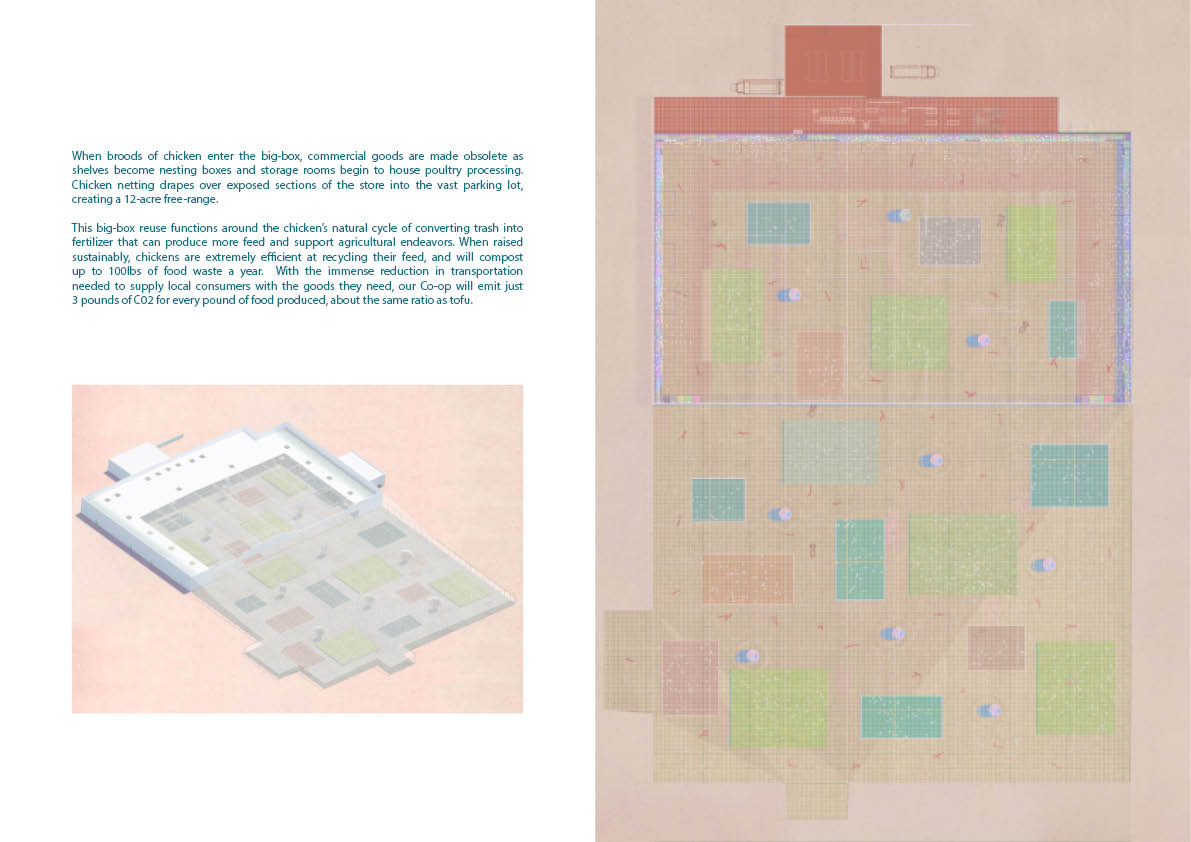 When broods of chicken enter the big-box, commercial goods are made obsolete as
shelves become nesting boxes and storage rooms begin to house poultry processing.
Chicken netting drapes over exposed sections of the store into the vast parking lot,
creating a 12-acre free-range.
This big-box reuse functions around the chicken’s natural cycle of converting trash into
fertilizer that can produce more feed and support agricultural endeavors. When raised
sustainably, chickens are extremely efficient at recycling their feed, and will compost
up to 100lbs of food waste a year. With the immense reduction in transportation
needed to supply local consumers with the goods they need, our Co-op will emit just
3 pounds of C02 for every pound of food produced, about the same ratio as tofu.